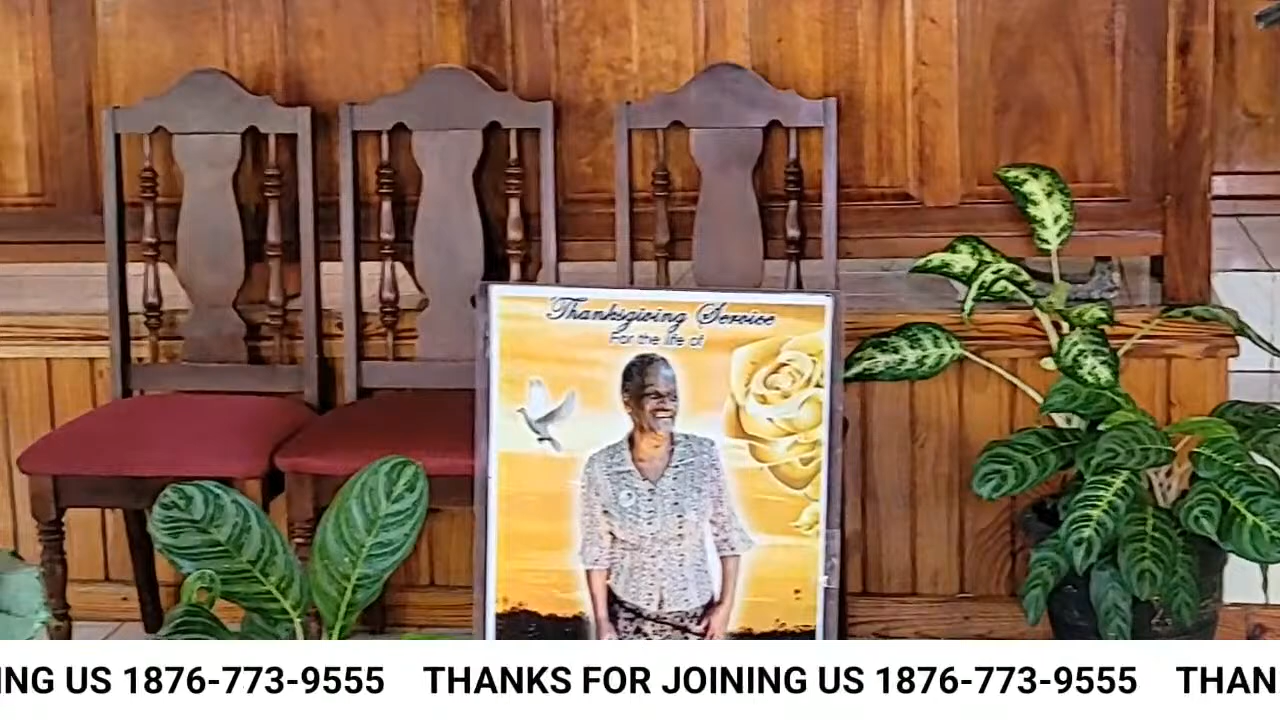 Thanksgiving Service
For the life of
ING US 1876-773-9555 THANKS FOR JOINING US 1876-773-9555 THAN